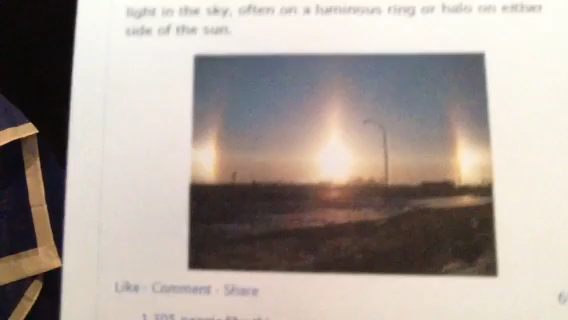 light in the sky, often on a luminous ring or halo on either
side of the sun.
Like · Comment · Share